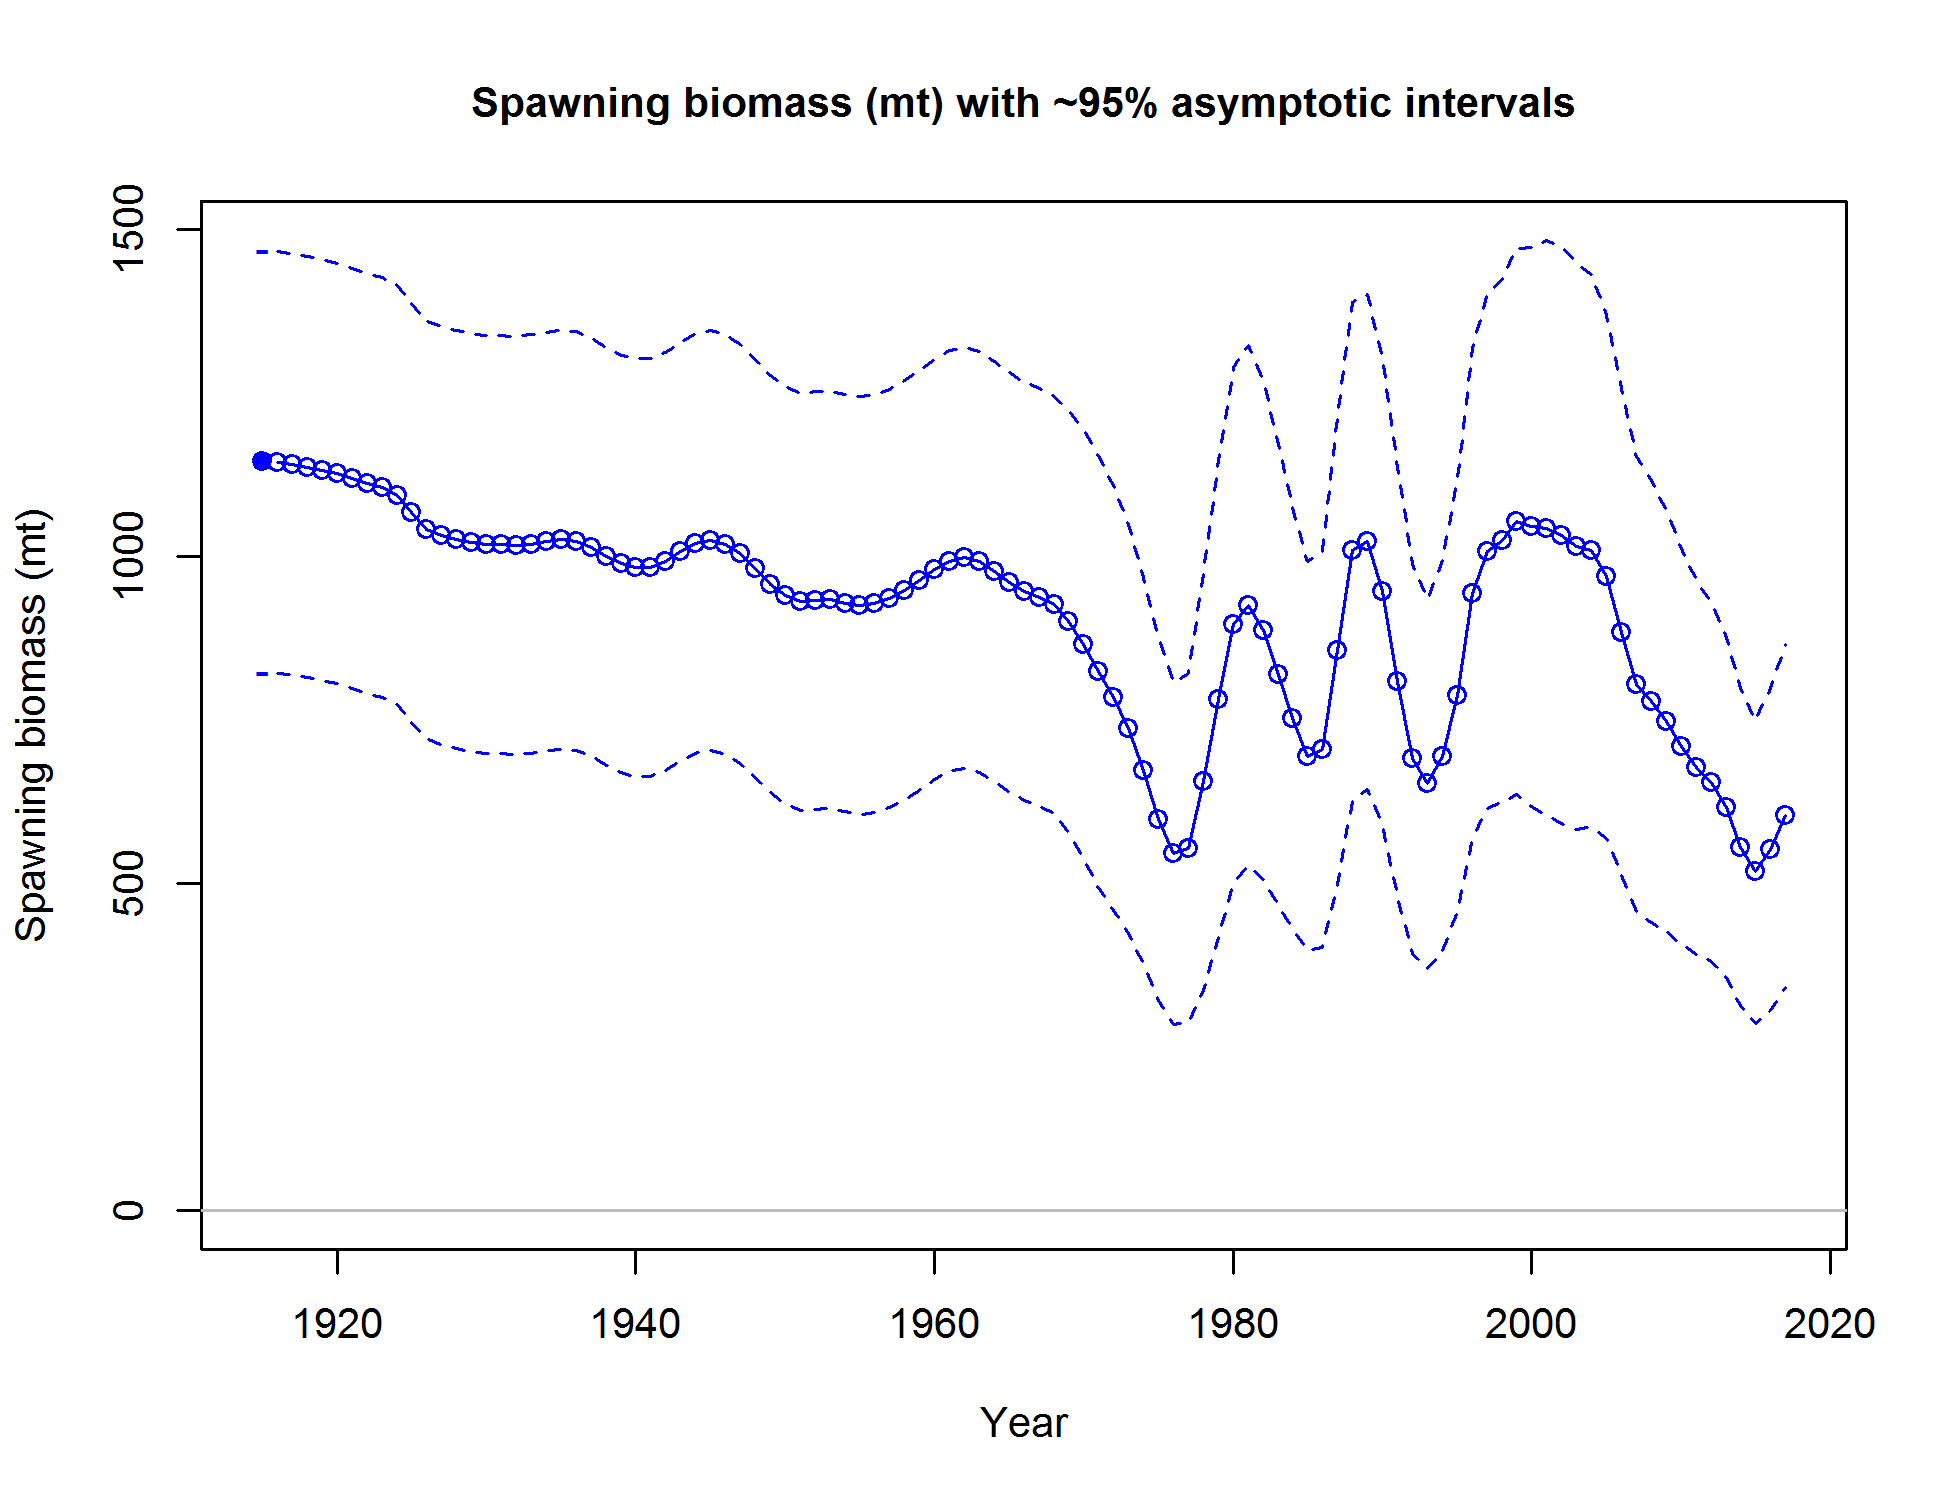 Spawning biomass (mt) with ~95% asymptotic intervals
Spawning biomass (mt)
1500
1000
500
0
1920 1940 1960 1980 2000 2020
Year